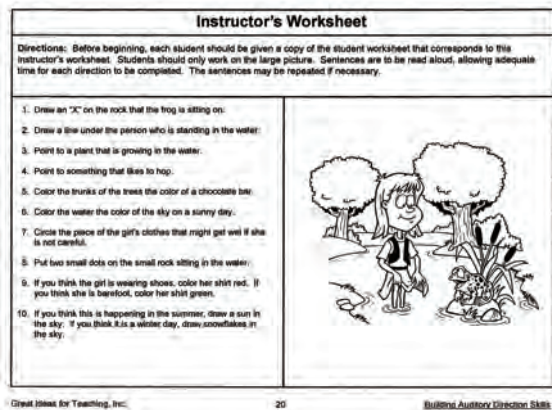 Instructor's Worksheet
Directions: Before beginning, each student should be given a copy of the student worksheet that corresponds to this
instructor's worksheet. Students should only work on the large picture. Sentences are to be read aloud, allowing adequate
time for each direction to be completed. The sentences may be repeated if necessary.
1. Draw an "X" on the rock that the frog is sitting on.
2. Draw a line under the person who is standing in the water.
3. Point to a plant that is growing in the water.
4. Point to something that likes to hop.
5. Color the trunks of the trees the color of a chocolate bar.
6. Color the water the color of the sky on a sunny day.
7. Circle the piece of the girl's clothes that might get wet if she
is not careful.
8. Put two small dots on the small rock sitting in the water.
9. If you think the girl is wearing shoes, color her shirt red. If
you think she is barefoot, color her shirt green.
10. If you think this is happening in the summer, draw a sun in
the sky. If you think it is a winter day, draw snowflakes in
the sky.
Great Ideas for Teaching, Inc.
20
Building Auditory Direction Skills